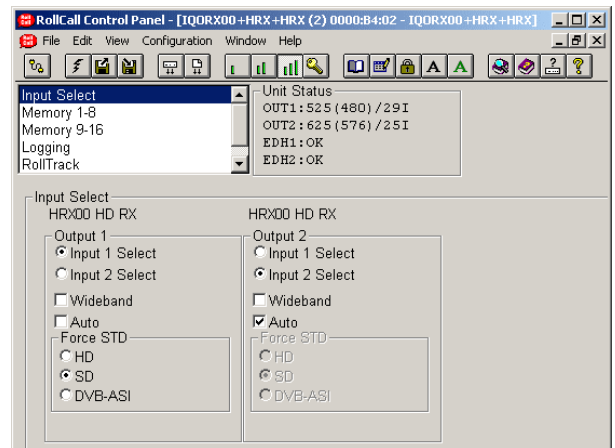 RollCall Control Panel - [IQORX00+HRX+HRX (2) 0000:B4:02 - IQORX00+HRX+HRX]
File Edit View Configuration Window Help
A A ?
Input Select
Memory 1-8
Memory 9-16
Logging
RollTrack
Unit Status
OUT1:525(480)/29I
OUT2:625(576)/25I
EDH1:OK
EDH2:OK
Input Select
HRX00 HD RX HRX00 HD RX
Output 1 Output 2
Input 1 Select Input 1 Select
Input 2 Select Input 2 Select
Wideband Wideband
Auto Auto
Force STD Force STD
HD HD
SD SD
DVB-ASI DVB-ASI